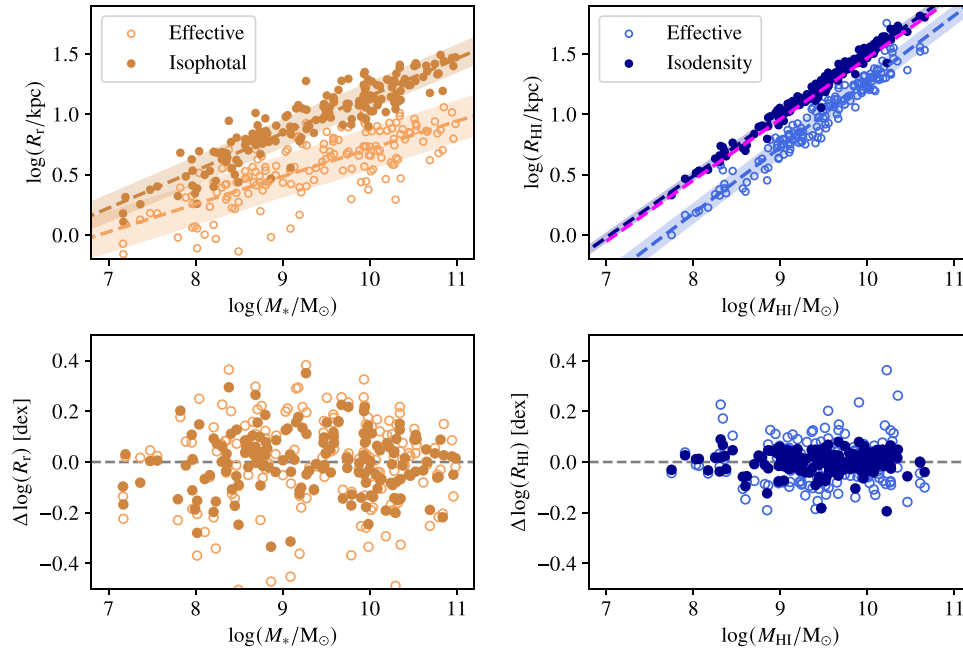 Effective
Isophotal
log(R_r/kpc)
1.5
1.0
0.5
0.0
7 8 9 10 11
log(M_*/M_⊙)
Effective
Isodensity
log(R_HI/kpc)
1.5
1.0
0.5
0.0
7 8 9 10 11
log(M_HI/M_⊙)
Δlog(R_r) [dex]
0.4
0.2
0.0
−0.2
−0.4
7 8 9 10 11
log(M_*/M_⊙)
Δlog(R_HI) [dex]
0.4
0.2
0.0
−0.2
−0.4
7 8 9 10 11
log(M_HI/M_⊙)